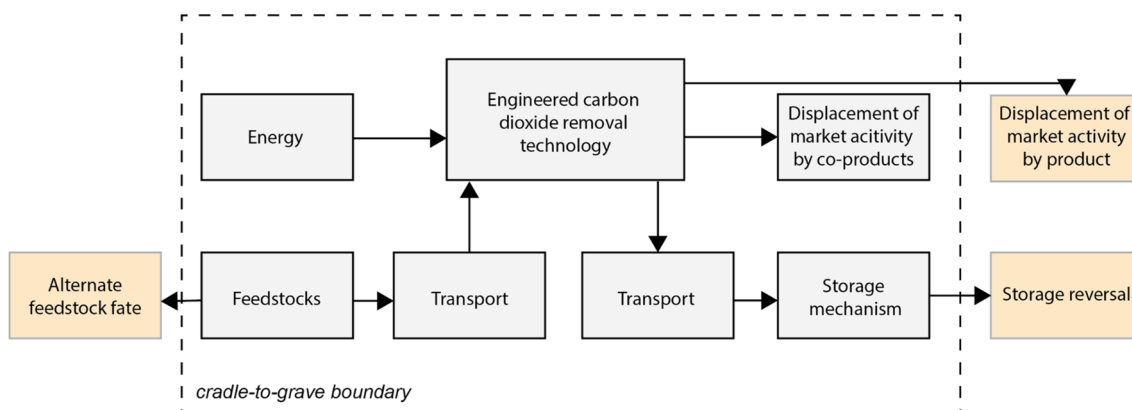 Engineered carbon
dioxide removal
technology
Energy
Displacement of
market acitivity
by co-products
Displacement of
market activity
by product
Alternate
feedstock fate
Feedstocks
Transport
Transport
Storage
mechanism
Storage reversal
cradle-to-grave boundary